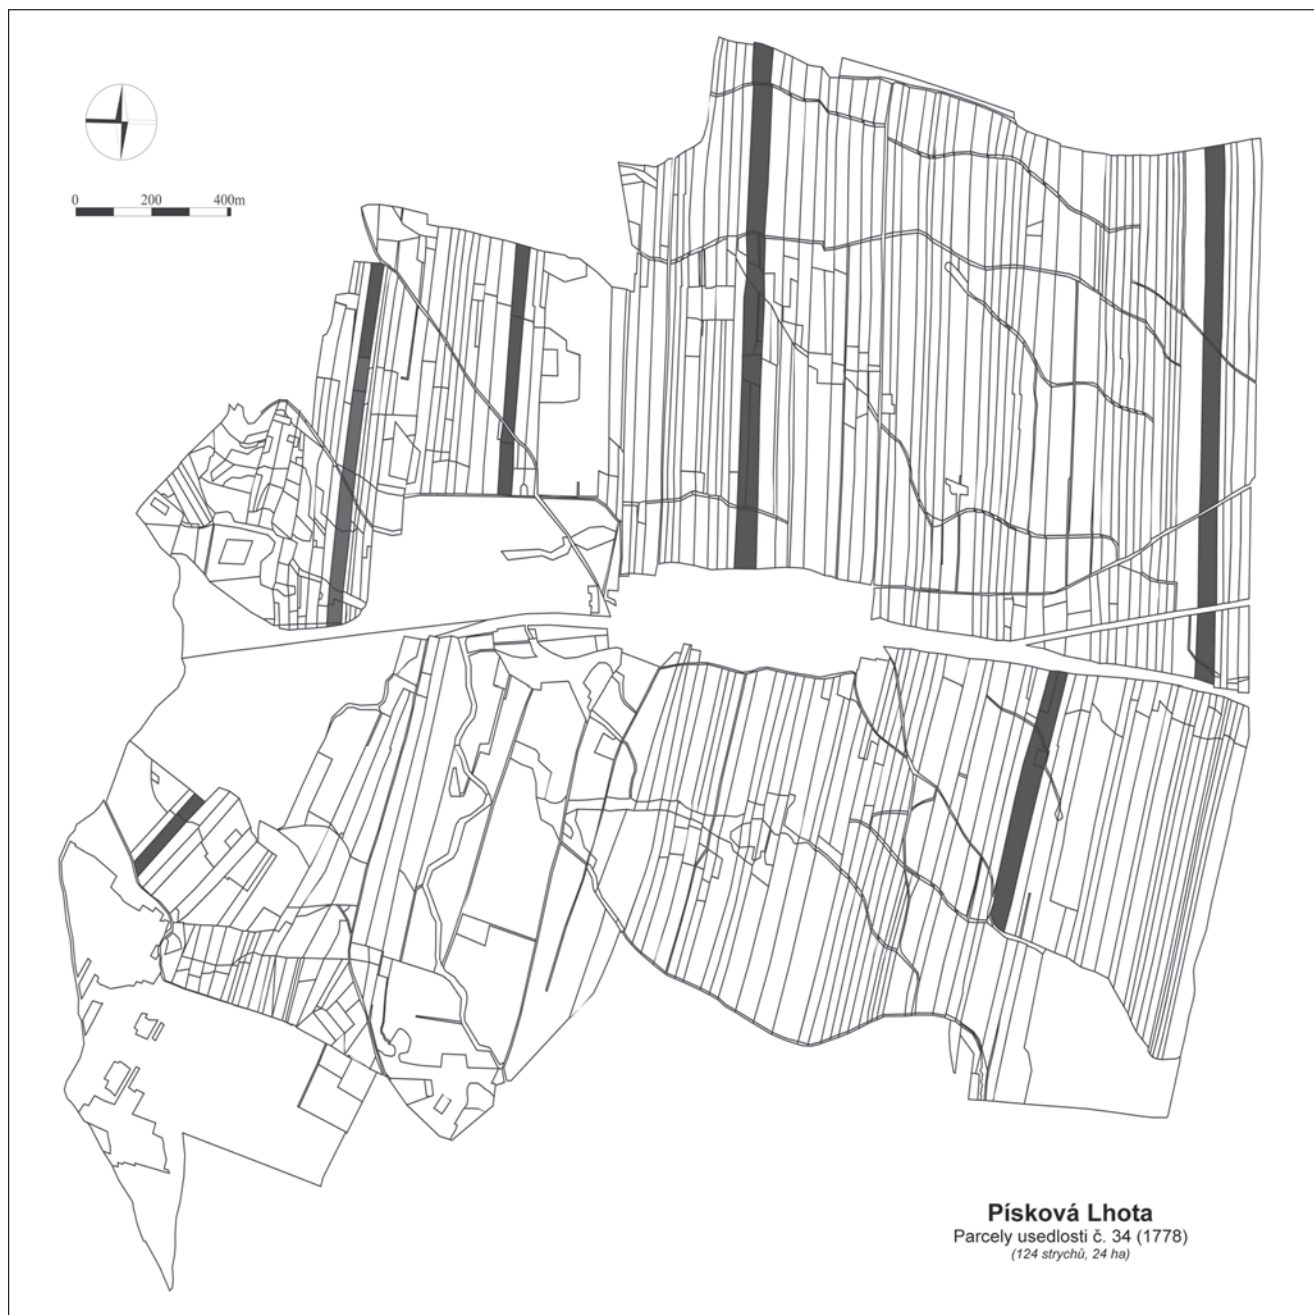 0 200 400m
Písková Lhota
Parcely usedlosti č. 34 (1778)
(124 strychů, 24 ha)